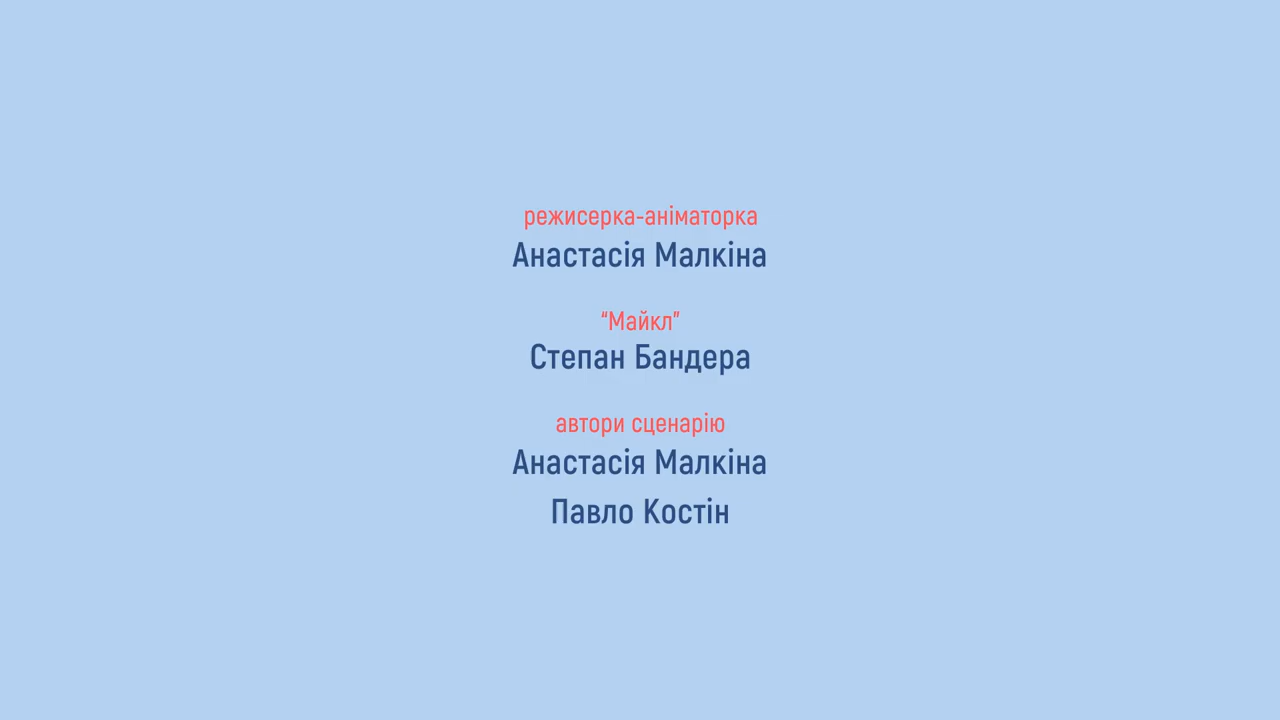 режисерка-аніматорка
Анастасія Малкіна
“Майкл”
Степан Бандера
автори сценарію
Анастасія Малкіна
Павло Костін